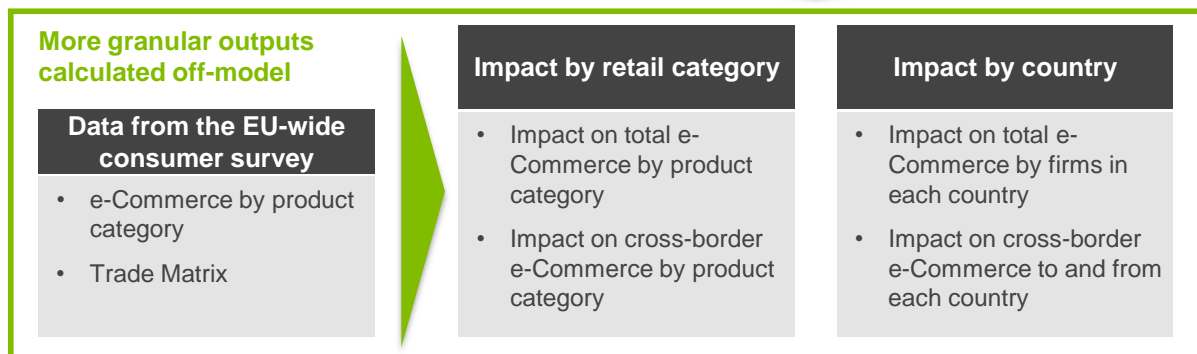 More granular outputs
calculated off-model
Data from the EU-wide
consumer survey
• e-Commerce by product
category
• Trade Matrix
Impact by retail category
• Impact on total e-
Commerce by product
category
• Impact on cross-border
e-Commerce by product
category
Impact by country
• Impact on total e-
Commerce by firms in
each country
• Impact on cross-border
e-Commerce to and from
each country